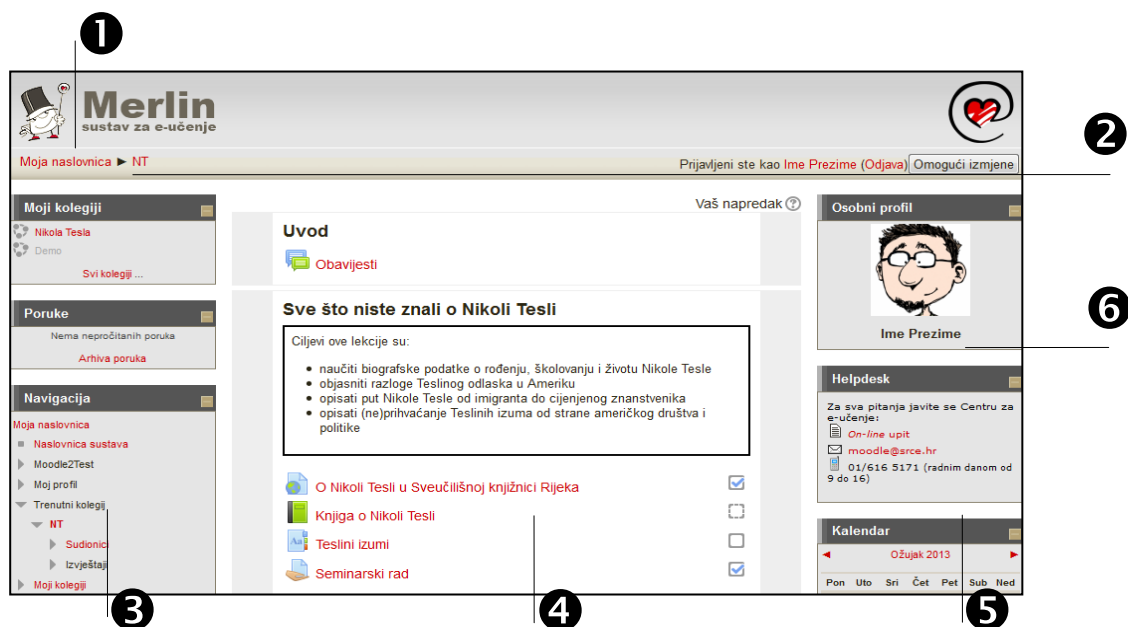 ❶
Merlin
sustav za e-učenje
❷
Moja naslovnica ► NT
Prijavljeni ste kao Ime Prezime (Odjava) Omogući izmjene
Moji kolegiji
Nikola Tesla
Demo
Svi kolegiji ...
Poruke
Nema nepročitanih poruka
Arhiva poruka
Navigacija
Moja naslovnica
Naslovnica sustava
Moodle2Test
Moj profil
Trenutni kolegij
NT
Sudionici
Izvještaji
Moji kolegiji
❸
Vaš napredak
Uvod
Obavijesti
Sve što niste znali o Nikoli Tesli
Ciljevi ove lekcije su:
• naučiti biografske podatke o rođenju, školovanju i životu Nikole Tesle
• objasniti razloge Teslinog odlaska u Ameriku
• opisati put Nikole Tesle od imigranta do cijenjenog znanstvenika
• opisati (ne)prihvaćanje Teslinih izuma od strane američkog društva i
politike
O Nikoli Tesli u Sveučilišnoj knjižnici Rijeka
Knjiga o Nikoli Tesli
Teslini izumi
Seminarski rad
❹
Osobni profil
Ime Prezime
❻
Helpdesk
Za sva pitanja javite se Centru za
e-učenje:
On-line upit
moodle@srce.hr
01/616 5171 (radnim danom od
9 do 16)
Kalendar
◄ Ožujak 2013 ►
Pon Uto Sri Čet Pet Sub Ned
❺